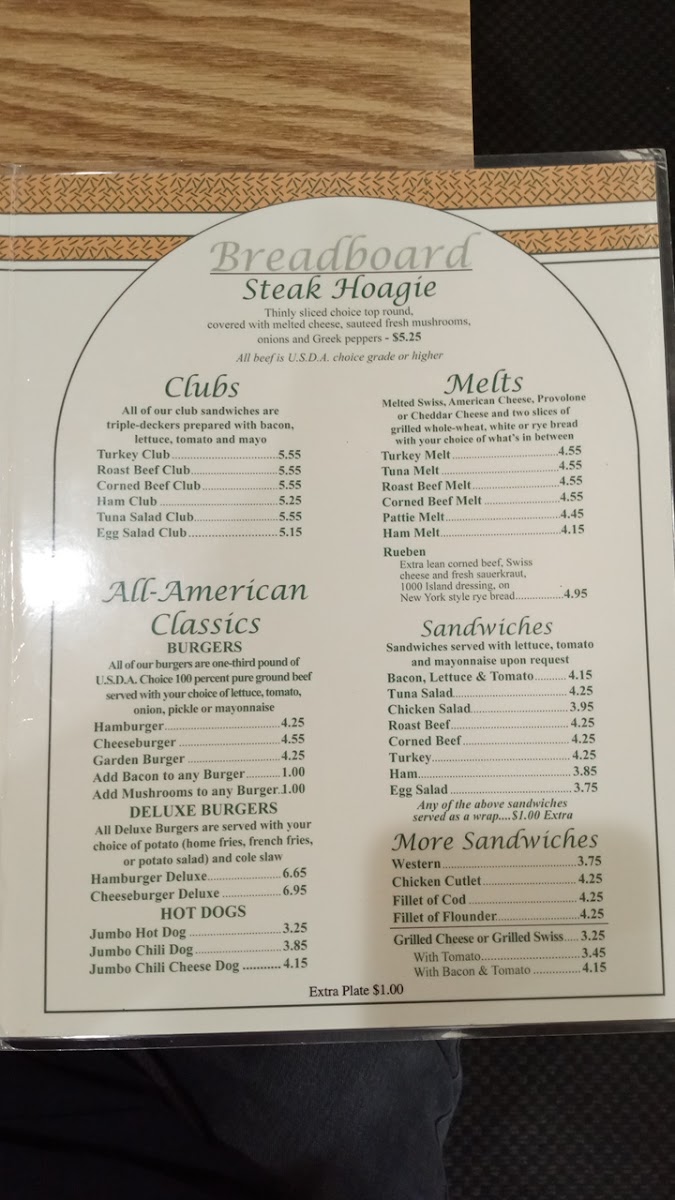 Breadboard
Steak Hoagie
Thinly sliced choice top round,
covered with melted cheese, sauteed fresh mushrooms,
onions and Greek peppers - $5.25
All beef is U.S.D.A. choice grade or higher
Clubs
All of our club sandwiches are
triple-deckers prepared with bacon,
lettuce, tomato and mayo
Turkey Club....................5.55
Roast Beef Club....................5.55
Corned Beef Club....................5.55
Ham Club....................5.25
Tuna Salad Club....................5.55
Egg Salad Club....................5.15
All-American
Classics
BURGERS
All of our burgers are one-third pound of
U.S.D.A. Choice 100 percent pure ground beef
served with your choice of lettuce, tomato,
onion, pickle or mayonnaise
Hamburger....................4.25
Cheeseburger....................4.55
Garden Burger....................4.25
Add Bacon to any Burger..........1.00
Add Mushrooms to any Burger.1.00
DELUXE BURGERS
All Deluxe Burgers are served with your
choice of potato (home fries, french fries,
or potato salad) and cole slaw
Hamburger Deluxe....................6.65
Cheeseburger Deluxe....................6.95
HOT DOGS
Jumbo Hot Dog....................3.25
Jumbo Chili Dog....................3.85
Jumbo Chili Cheese Dog...........4.15
Melts
Melted Swiss, American Cheese, Provolone
or Cheddar Cheese and two slices of
grilled whole-wheat, white or rye bread
with your choice of what's in between
Turkey Melt....................4.55
Tuna Melt....................4.55
Roast Beef Melt....................4.55
Corned Beef Melt....................4.55
Pattie Melt....................4.45
Ham Melt....................4.15
Rueben
Extra lean corned beef, Swiss
cheese and fresh sauerkraut,
1000 Island dressing, on
New York style rye bread...............4.95
Sandwiches
Sandwiches served with lettuce, tomato
and mayonnaise upon request
Bacon, Lettuce & Tomato..........4.15
Tuna Salad....................4.25
Chicken Salad....................3.95
Roast Beef....................4.25
Corned Beef....................4.25
Turkey....................4.25
Ham....................3.85
Egg Salad....................3.75
Any of the above sandwiches
served as a wrap....$1.00 Extra
More Sandwiches
Western....................3.75
Chicken Cutlet....................4.25
Fillet of Cod....................4.25
Fillet of Flounder....................4.25
Grilled Cheese or Grilled Swiss.....3.25
With Tomato....................3.45
With Bacon & Tomato...............4.15
Extra Plate $1.00